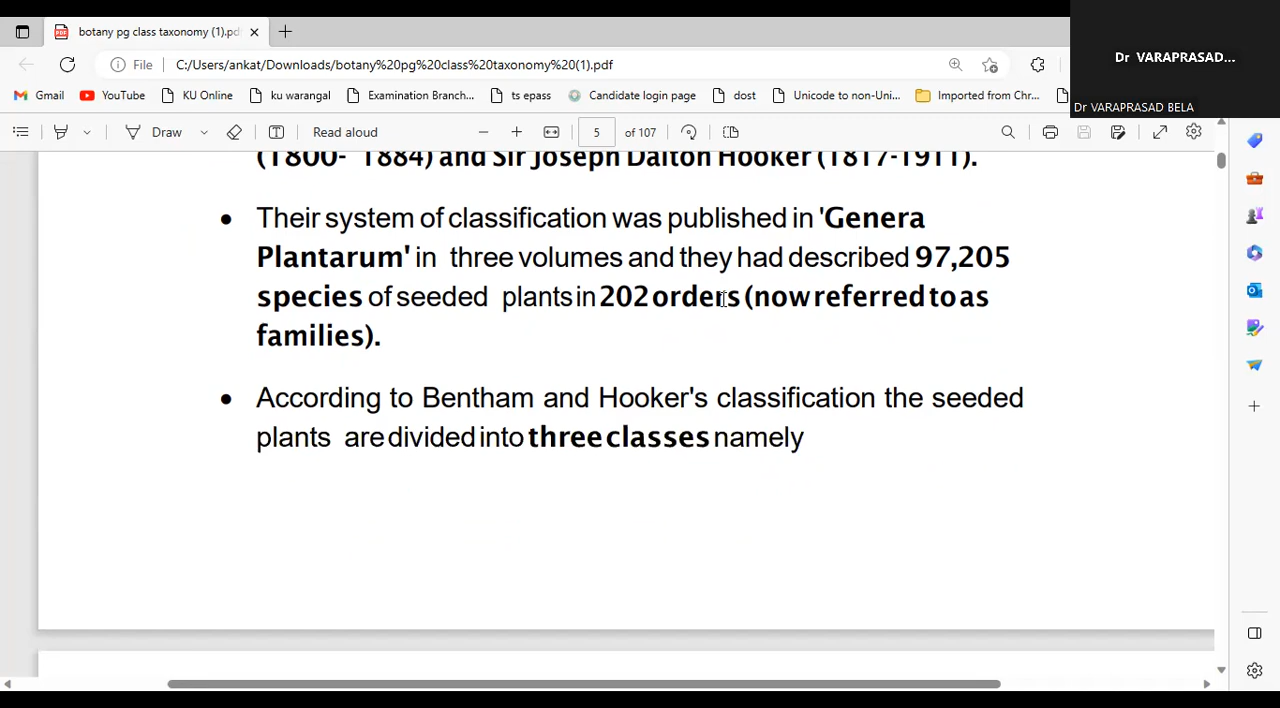 botany pg class taxonomy (1).pdf
File C:/Users/ankat/Downloads/botany%20pg%20class%20taxonomy%20(1).pdf
Dr VARAPRASAD...
Dr VARAPRASAD BELA
Gmail YouTube KU Online ku warangal Examination Branch... ts epass Candidate login page dost Unicode to non-Uni... Imported from Chr...
Draw Read aloud 5 of 107
(1800- 1884) and Sir Joseph Dalton Hooker (1817-1911).
• Their system of classification was published in 'Genera
Plantarum' in three volumes and they had described 97,205
species of seeded plants in 202 orders (now referred to as
families).
• According to Bentham and Hooker's classification the seeded
plants are divided into three classes namely